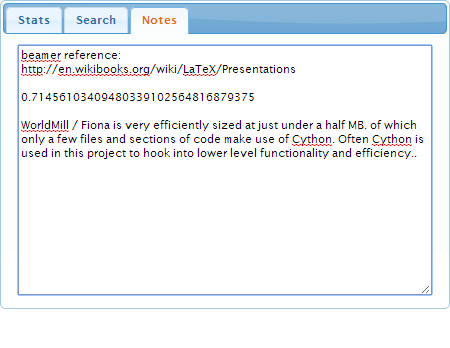 Stats Search Notes
beamer reference:
http://en.wikibooks.org/wiki/LaTeX/Presentations
0.71456103409480339102564816879375
WorldMill / Fiona is very efficiently sized at just under a half MB. of which
only a few files and sections of code make use of Cython. Often Cython is
used in this project to hook into lower level functionality and efficiency..